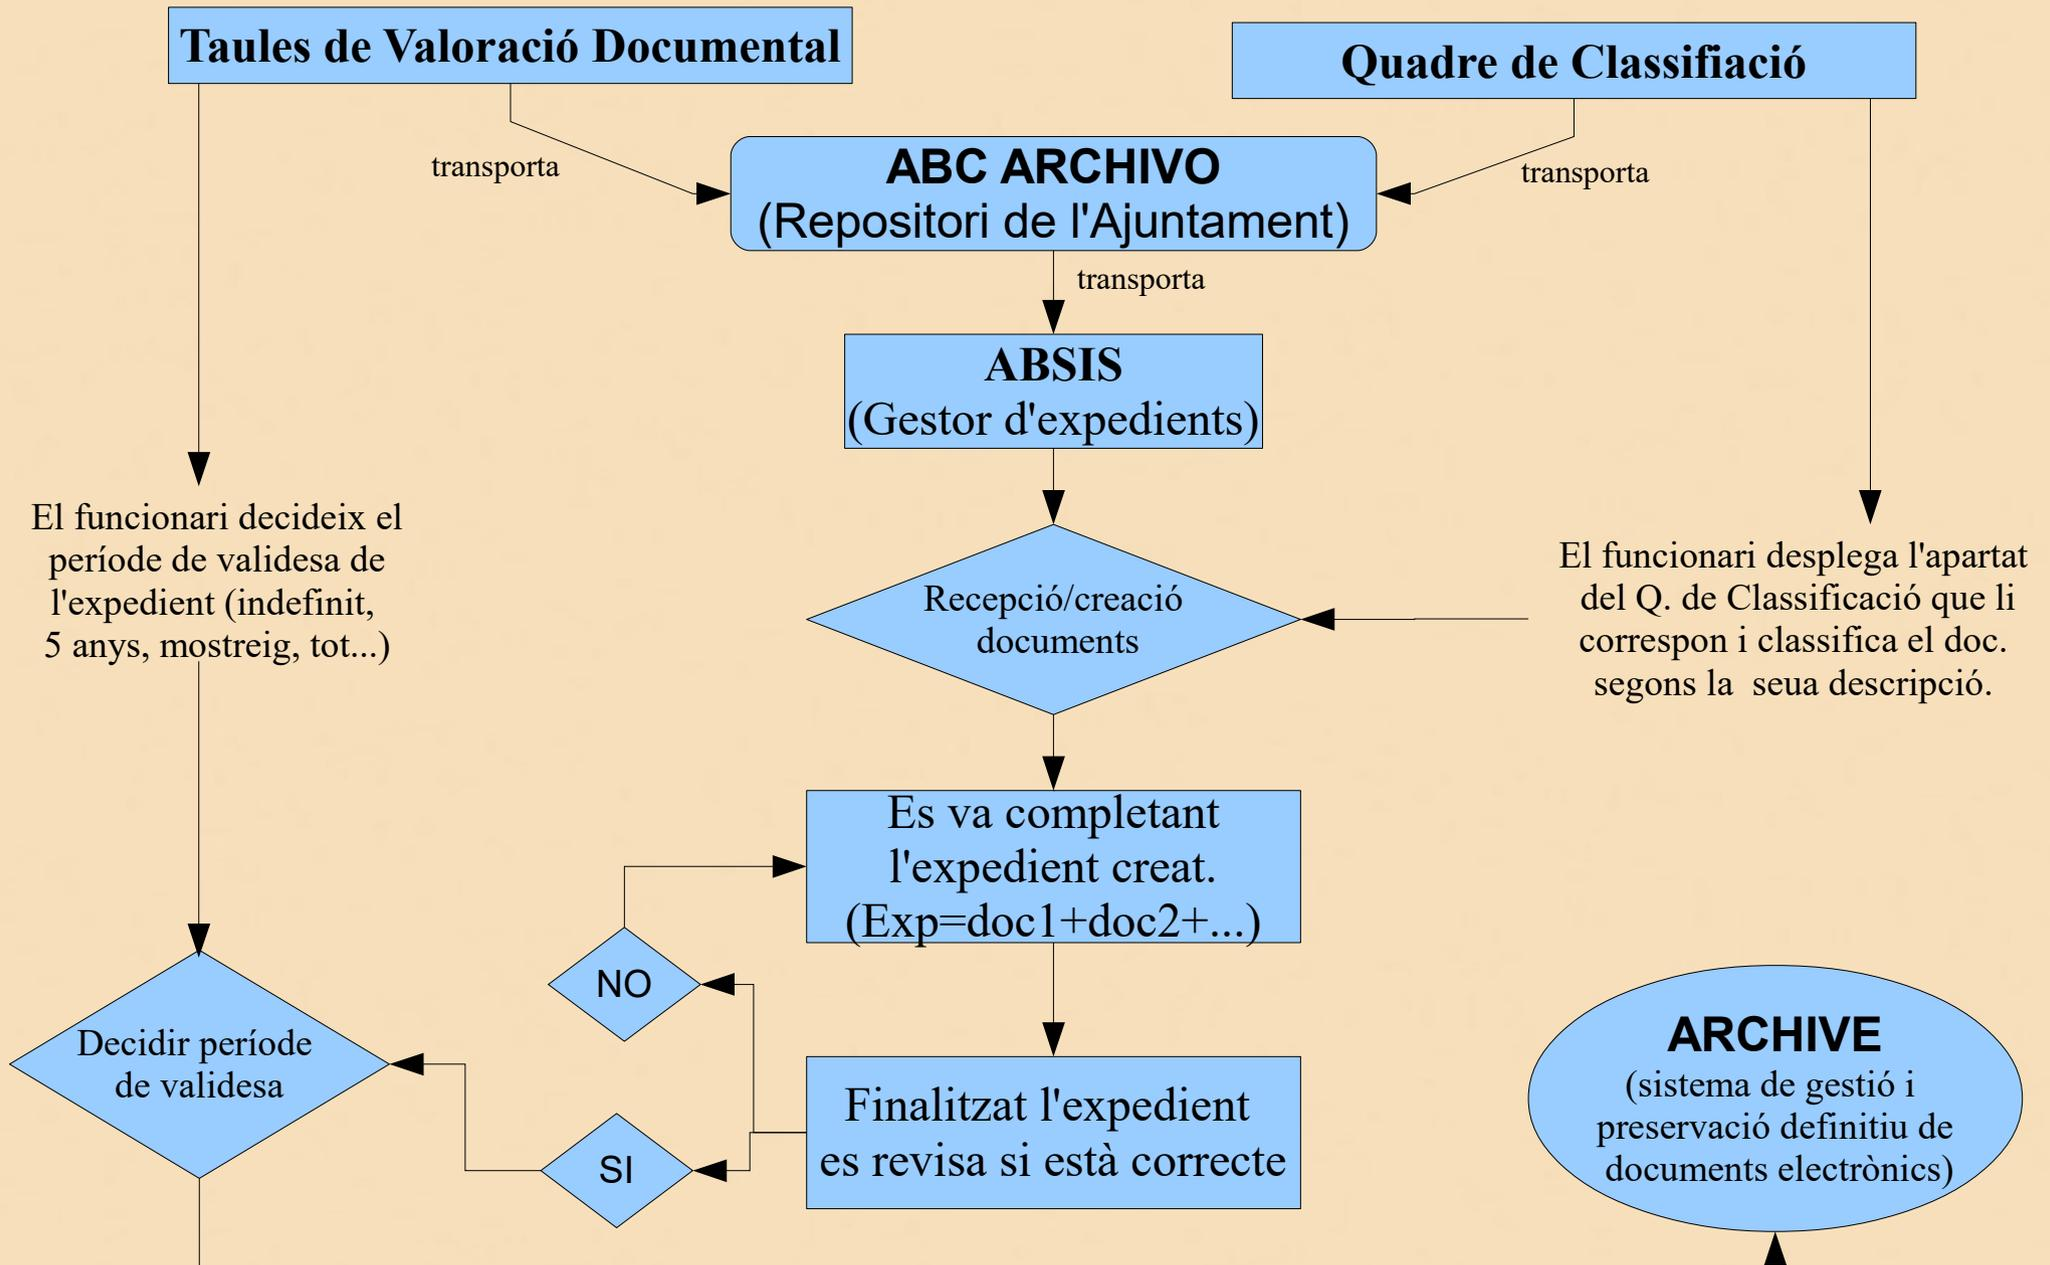 Taules de Valoració Documental
Quadre de Classifiació
transporta
ABC ARCHIVO
(Repositori de l'Ajuntament)
transporta
transporta
ABSIS
(Gestor d'expedients)
El funcionari decideix el
període de validesa de
l'expedient (indefinit,
5 anys, mostreig, tot...)
Recepció/creació
documents
El funcionari desplega l'apartat
del Q. de Classificació que li
correspon i classifica el doc.
segons la seua descripció.
Es va completant
l'expedient creat.
(Exp=doc1+doc2+...)
NO
Decidir període
de validesa
SI
Finalitzat l'expedient
es revisa si està correcte
ARCHIVE
(sistema de gestió i
preservació definitiu de
documents electrònics)